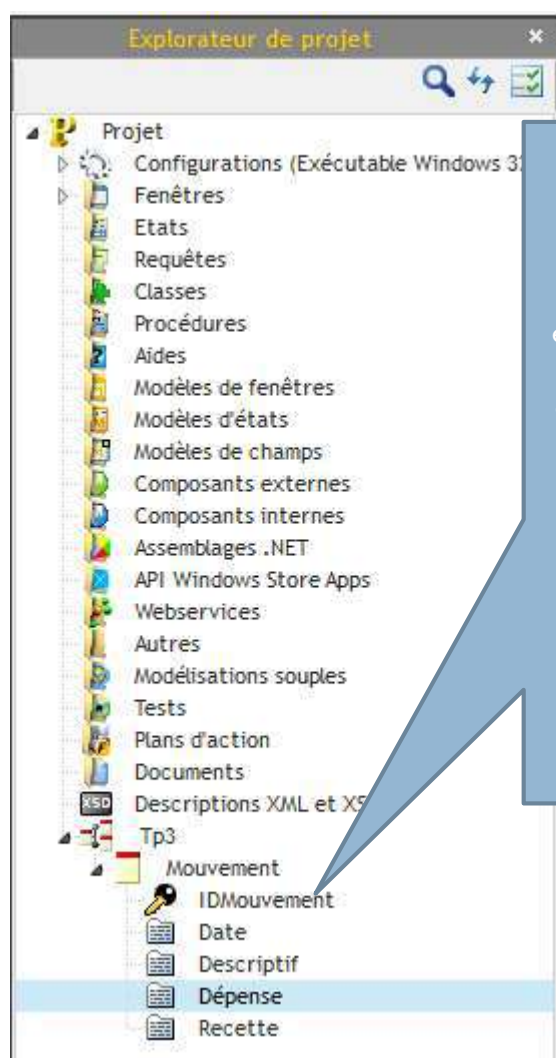 Explorateur de projet
Projet
Configurations (Exécutable Windows 3
Fenêtres
Etats
Requêtes
Classes
Procédures
Aides
Modèles de fenêtres
Modèles d'états
Modèles de champs
Composants externes
Composants internes
Assemblages .NET
API Windows Store Apps
Webservices
Autres
Modélisations souples
Tests
Plans d'action
Documents
XSD Descriptions XML et XS
Tp3
Mouvement
IDMouvement
Date
Descriptif
Dépense
Recette